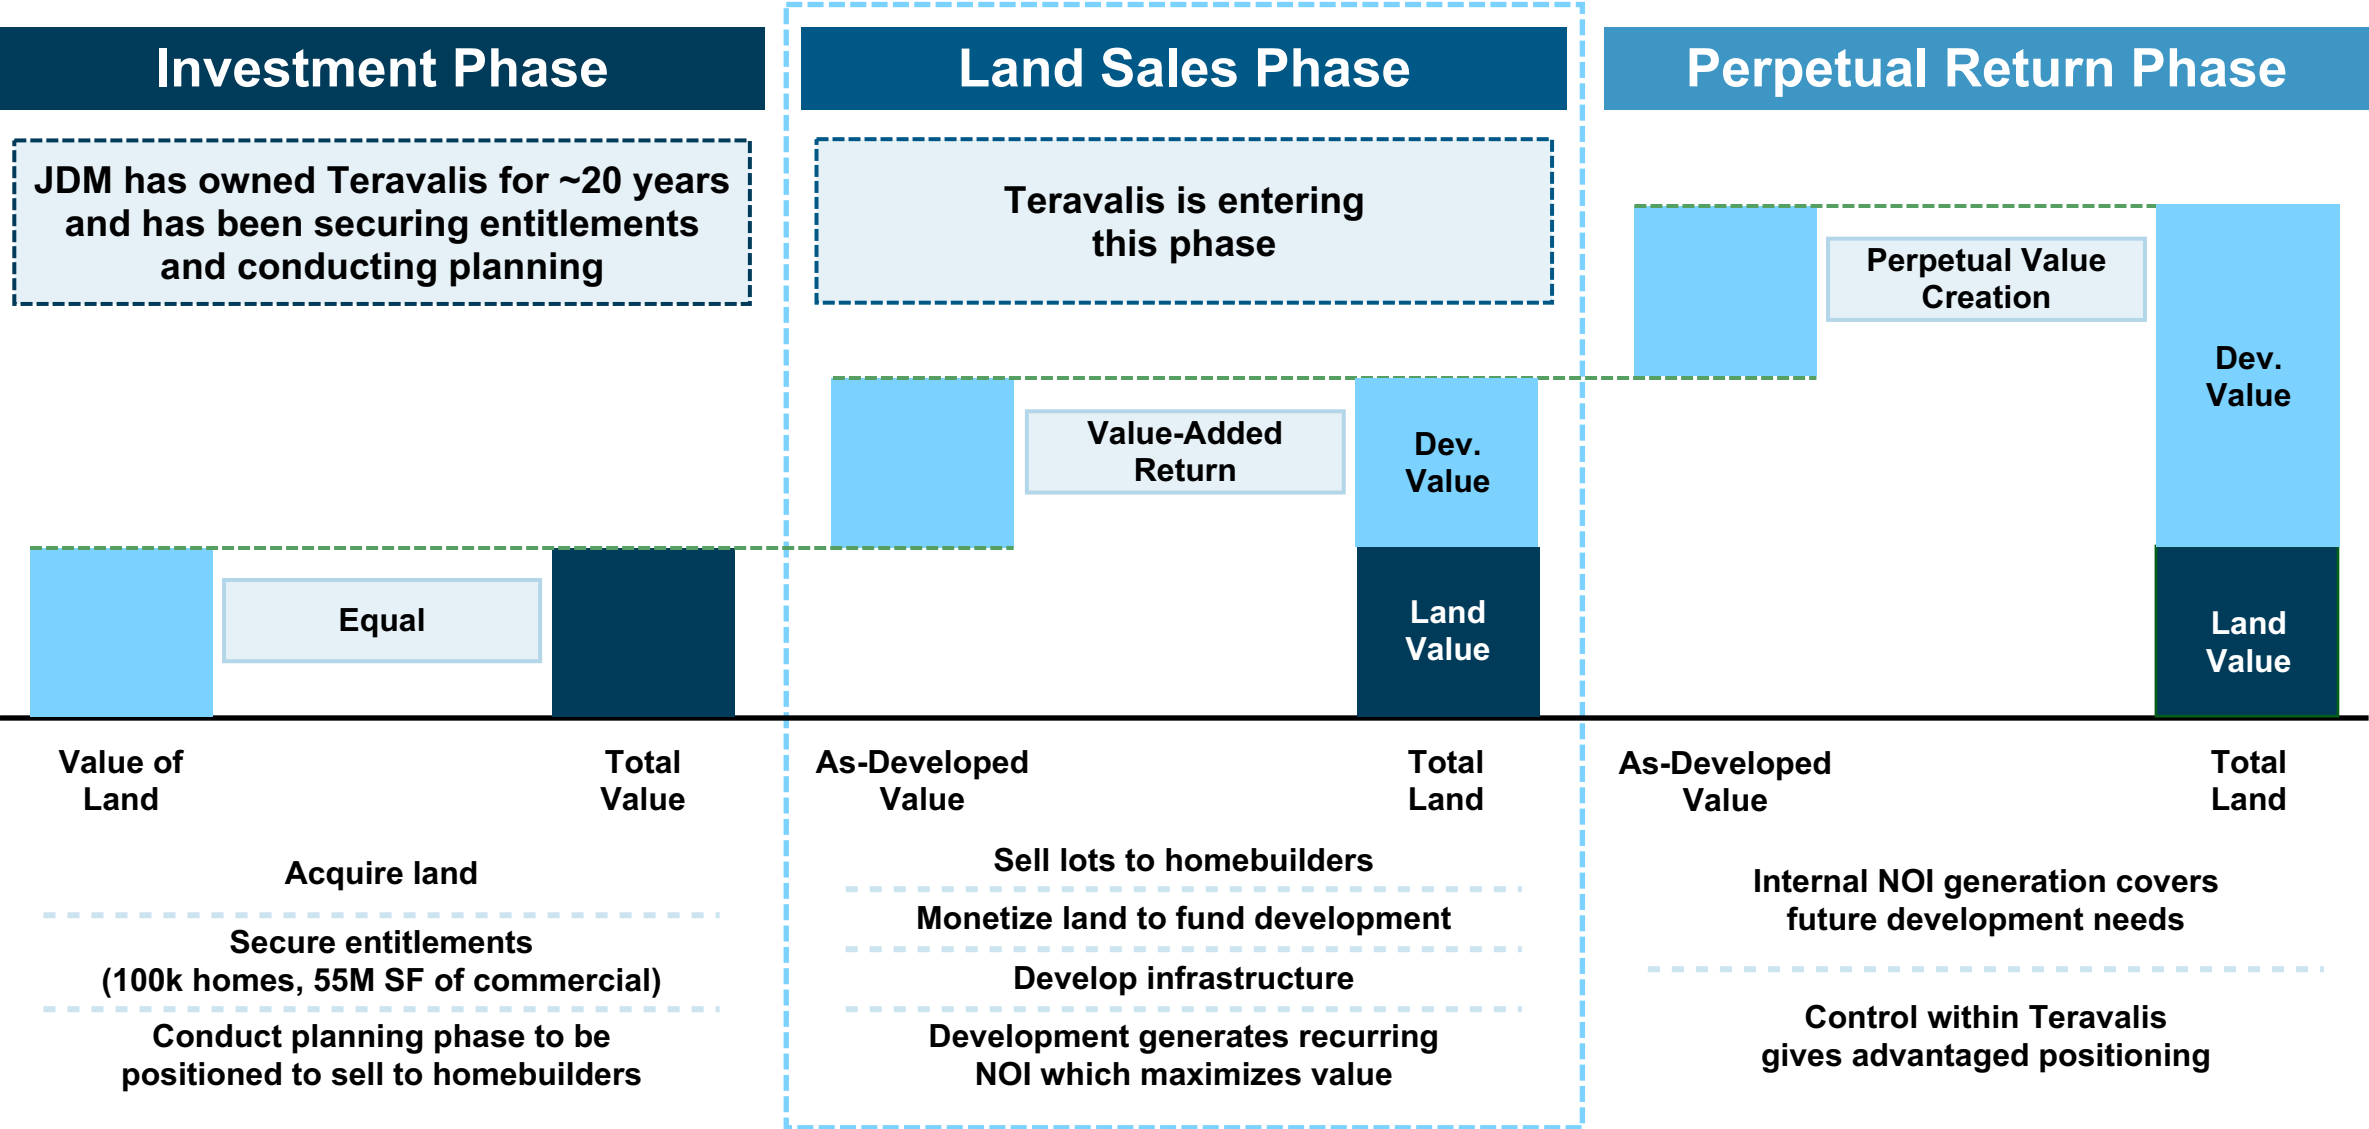 Investment Phase
JDM has owned Teravalis for ~20 years
and has been securing entitlements
and conducting planning
Equal
Value of
Land
Total
Value
Acquire land
Secure entitlements
(100k homes, 55M SF of commercial)
Conduct planning phase to be
positioned to sell to homebuilders
Land Sales Phase
Teravalis is entering
this phase
Value-Added
Return
Dev.
Value
Land
Value
As-Developed
Value
Total
Land
Sell lots to homebuilders
Monetize land to fund development
Develop infrastructure
Development generates recurring
NOI which maximizes value
Perpetual Return Phase
Perpetual Value
Creation
Dev.
Value
Land
Value
As-Developed
Value
Total
Land
Internal NOI generation covers
future development needs
Control within Teravalis
gives advantaged positioning